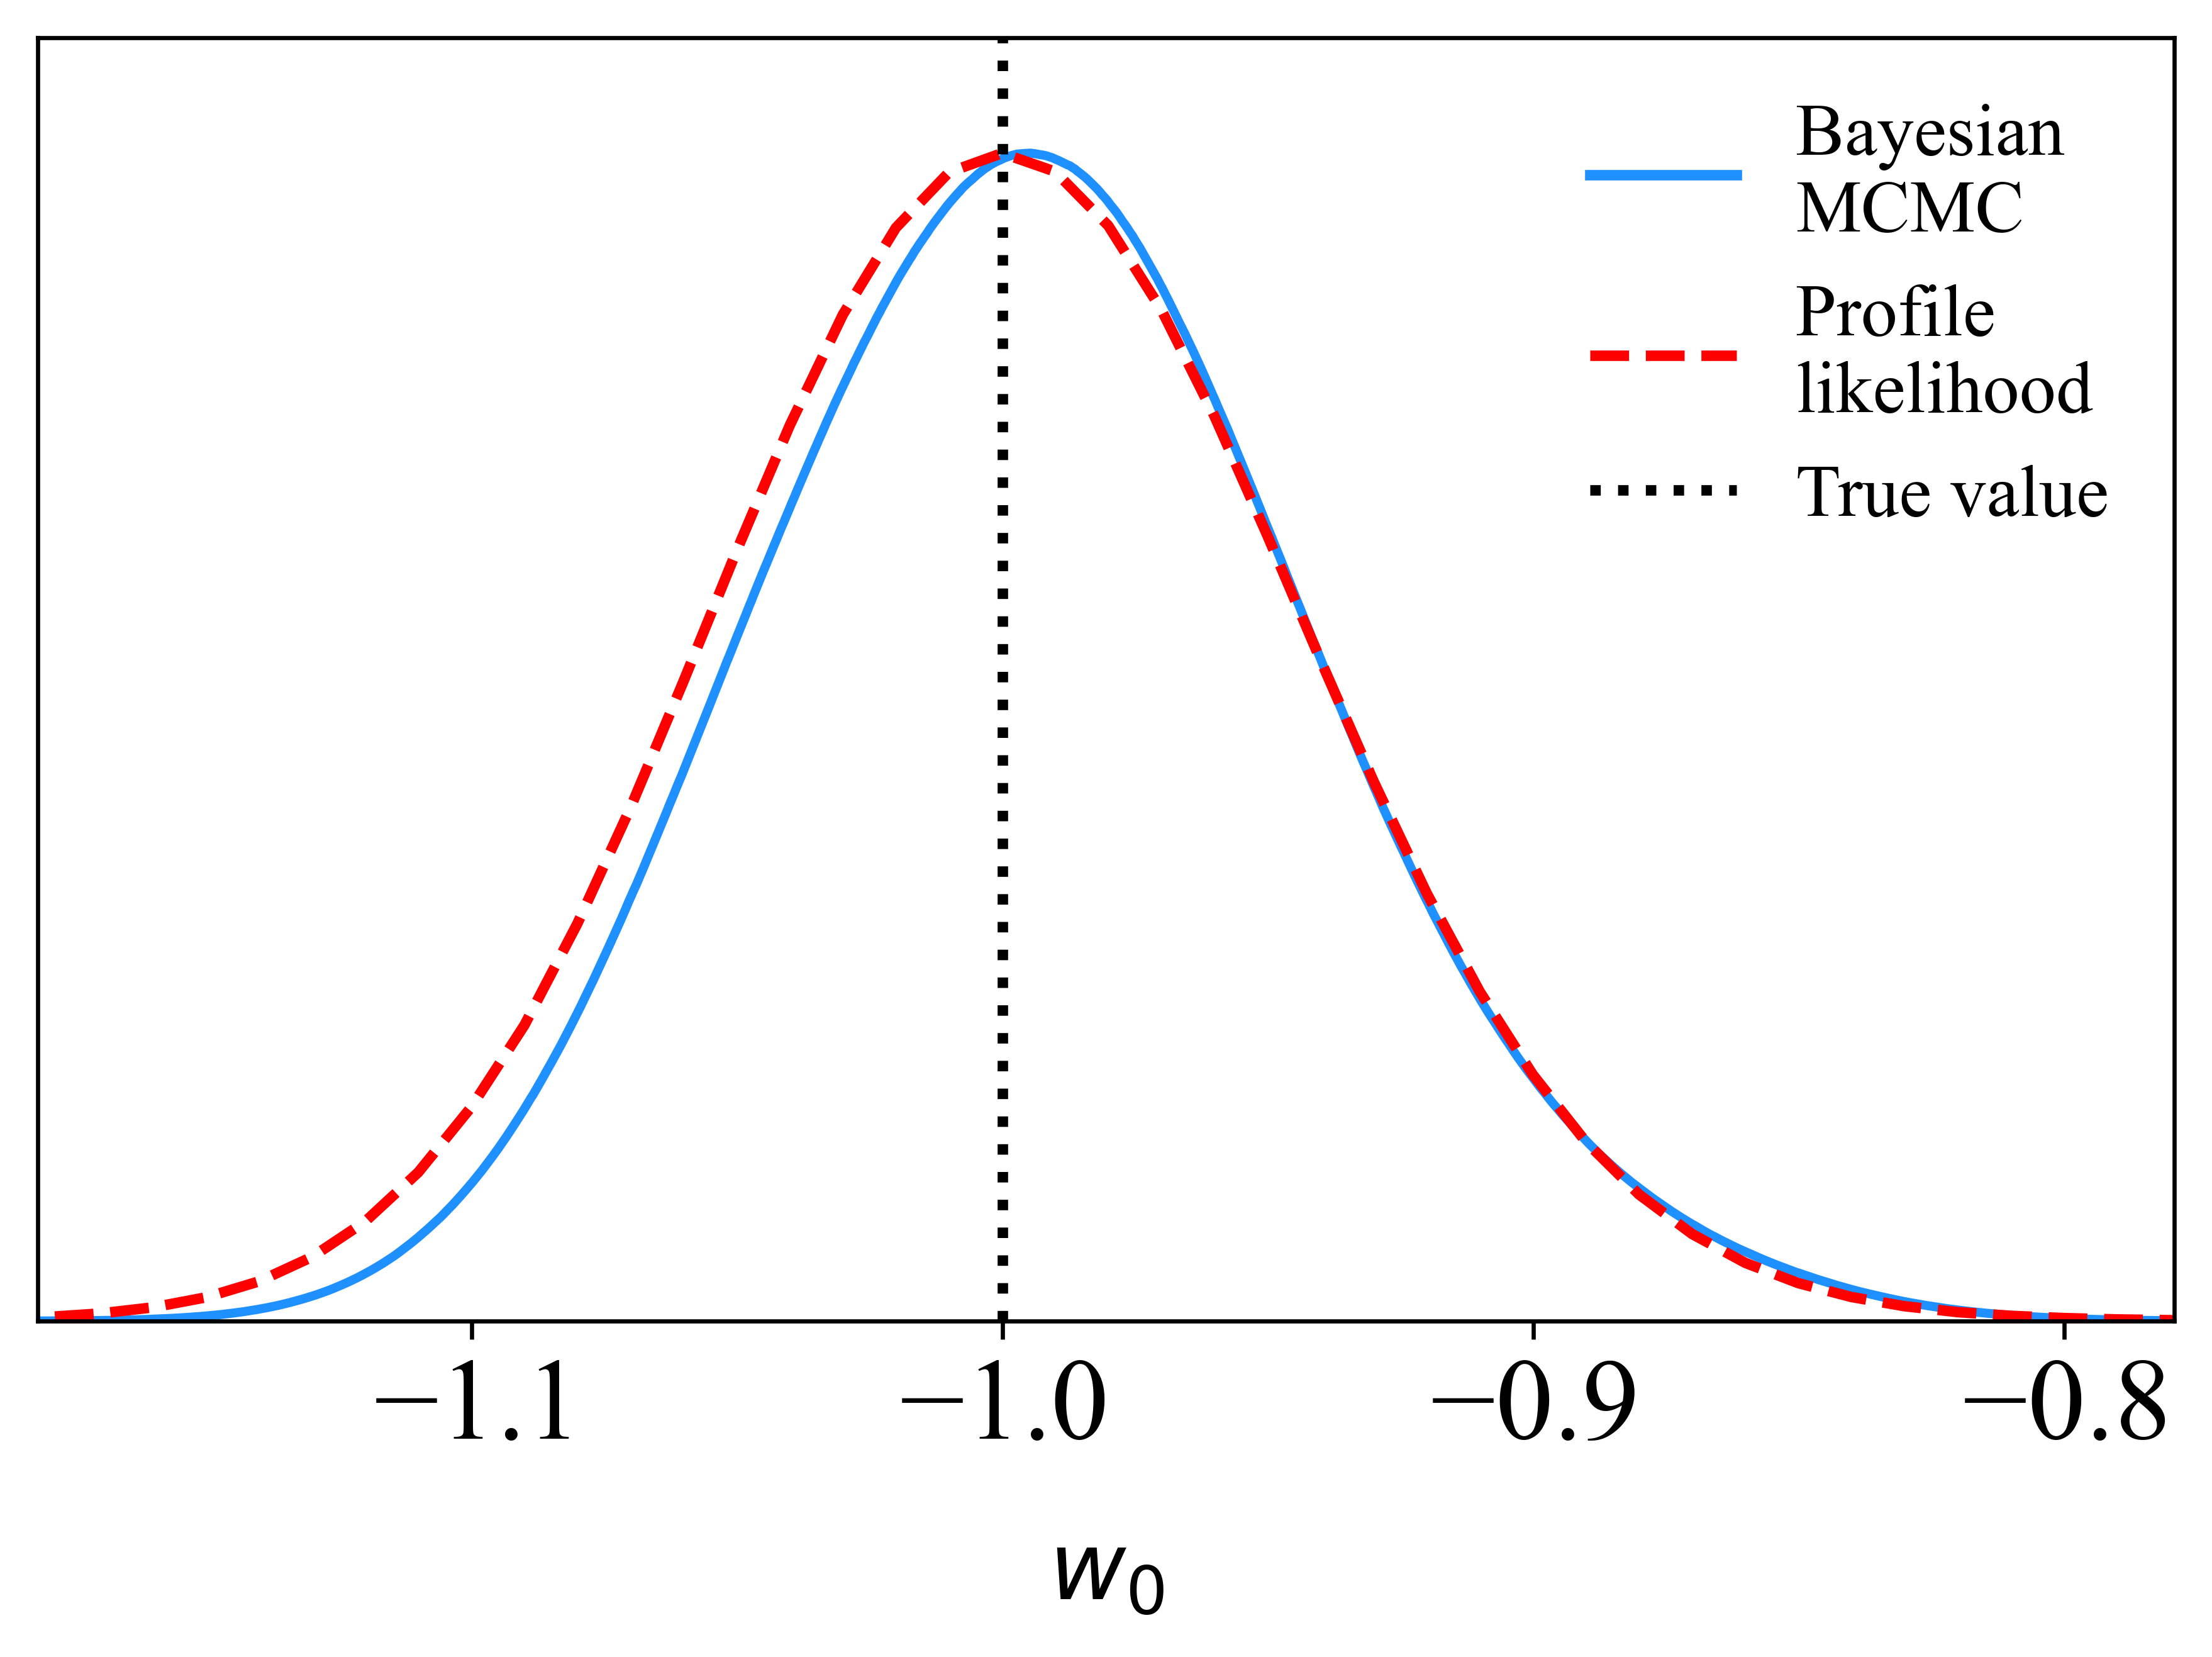 Bayesian
MCMC
Profile
likelihood
True value
−1.1
−1.0
−0.9
−0.8
w₀